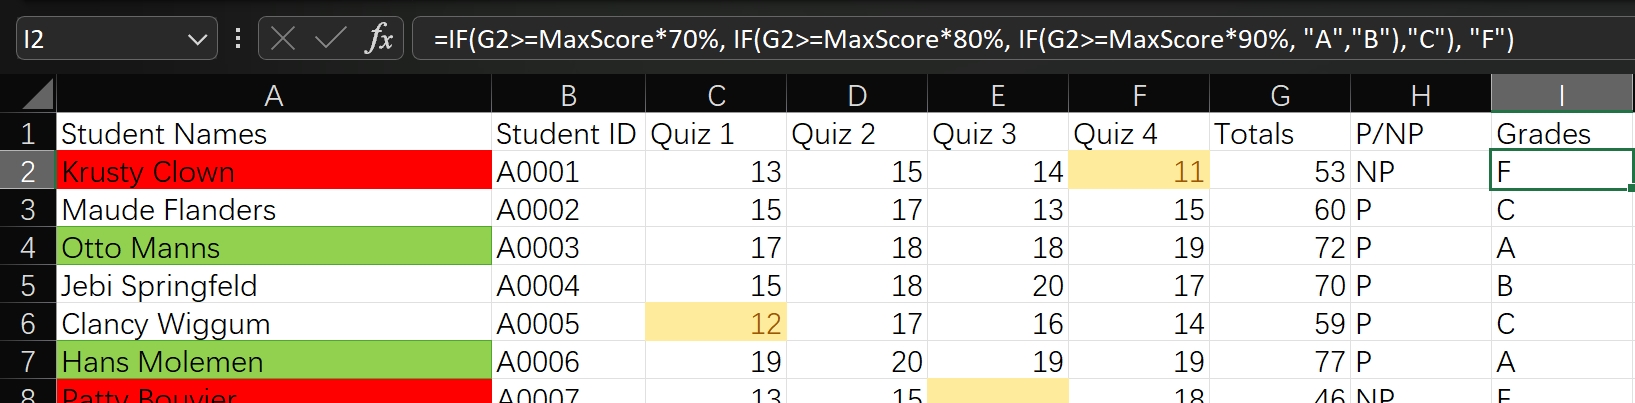 I2 fx =IF(G2>=MaxScore*70%, IF(G2>=MaxScore*80%, IF(G2>=MaxScore*90%, "A","B"),"C"), "F")
A B C D E F G H I
1 Student Names Student ID Quiz 1 Quiz 2 Quiz 3 Quiz 4 Totals P/NP Grades
2 Krusty Clown A0001 13 15 14 11 53 NP F
3 Maude Flanders A0002 15 17 13 15 60 P C
4 Otto Manns A0003 17 18 18 19 72 P A
5 Jebi Springfeld A0004 15 18 20 17 70 P B
6 Clancy Wiggum A0005 12 17 16 14 59 P C
7 Hans Molemen A0006 19 20 19 19 77 P A
8 Patty Bouvier A0007 13 15 18 46 NP F